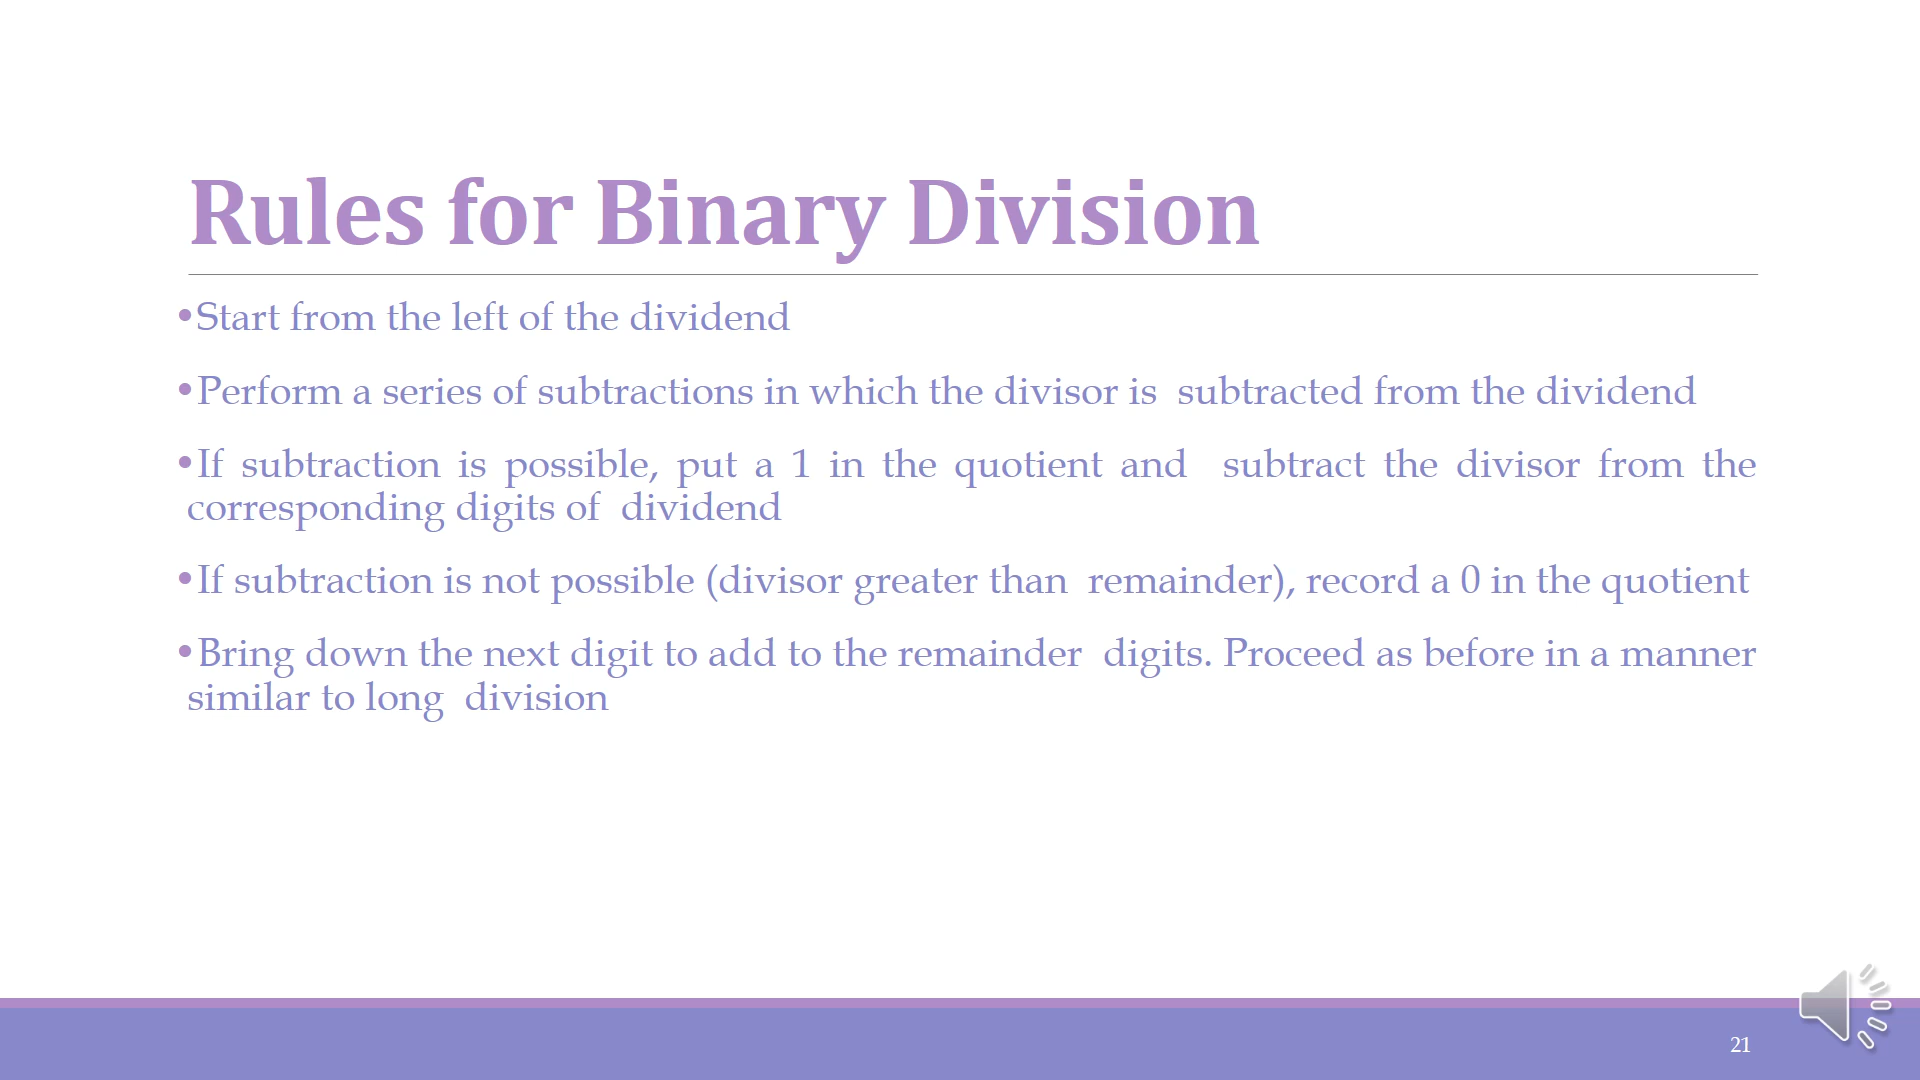 Rules for Binary Division
•Start from the left of the dividend
•Perform a series of subtractions in which the divisor is subtracted from the dividend
•If subtraction is possible, put a 1 in the quotient and subtract the divisor from the
corresponding digits of dividend
•If subtraction is not possible (divisor greater than remainder), record a 0 in the quotient
•Bring down the next digit to add to the remainder digits. Proceed as before in a manner
similar to long division
21